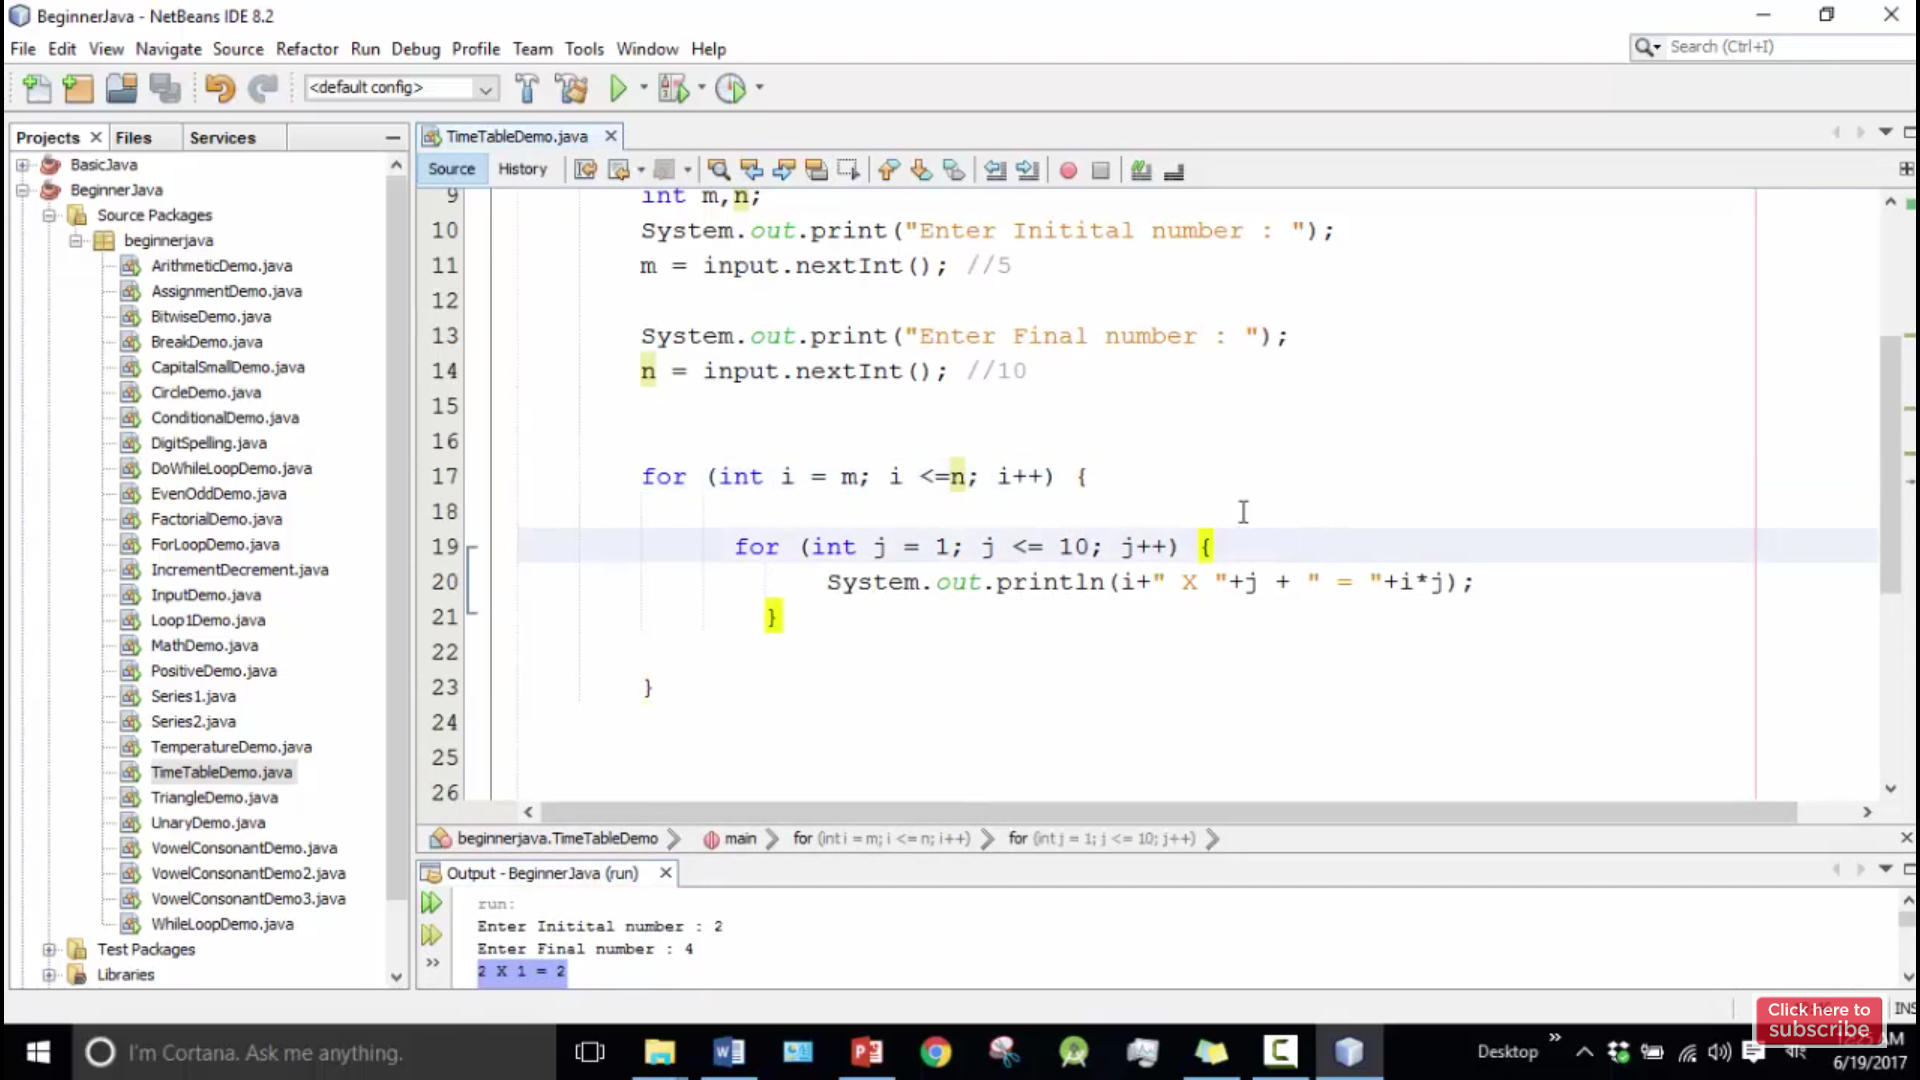 BeginnerJava - NetBeans IDE 8.2
File Edit View Navigate Source Refactor Run Debug Profile Team Tools Window Help
Search (Ctrl+I)
<default config>
Projects Files Services
BasicJava
BeginnerJava
Source Packages
beginnerjava
ArithmeticDemo.java
AssignmentDemo.java
BitwiseDemo.java
BreakDemo.java
CapitalSmallDemo.java
CircleDemo.java
ConditionalDemo.java
DigitSpelling.java
DoWhileLoopDemo.java
EvenOddDemo.java
FactorialDemo.java
ForLoopDemo.java
IncrementDecrement.java
InputDemo.java
Loop1Demo.java
MathDemo.java
PositiveDemo.java
Series1.java
Series2.java
TemperatureDemo.java
TimeTableDemo.java
TriangleDemo.java
UnaryDemo.java
VowelConsonantDemo.java
VowelConsonantDemo2.java
VowelConsonantDemo3.java
WhileLoopDemo.java
Test Packages
Libraries
TimeTableDemo.java
Source History
9 int m,n;
10 System.out.print("Enter Initital number : ");
11 m = input.nextInt(); //5
12
13 System.out.print("Enter Final number : ");
14 n = input.nextInt(); //10
15
16
17 for (int i = m; i <=n; i++) {
18
19 for (int j = 1; j <= 10; j++) {
20 System.out.println(i+" X "+j + " = "+i*j);
21 }
22
23 }
24
25
26
beginnerjava.TimeTableDemo main for (int i = m; i <= n; i++) for (int j = 1; j <= 10; j++)
Output - BeginnerJava (run)
run:
Enter Initital number : 2
Enter Final number : 4
2 X 1 = 2
INS
Click here to
subscribe
I'm Cortana. Ask me anything.
Desktop
বাং
6/19/2017